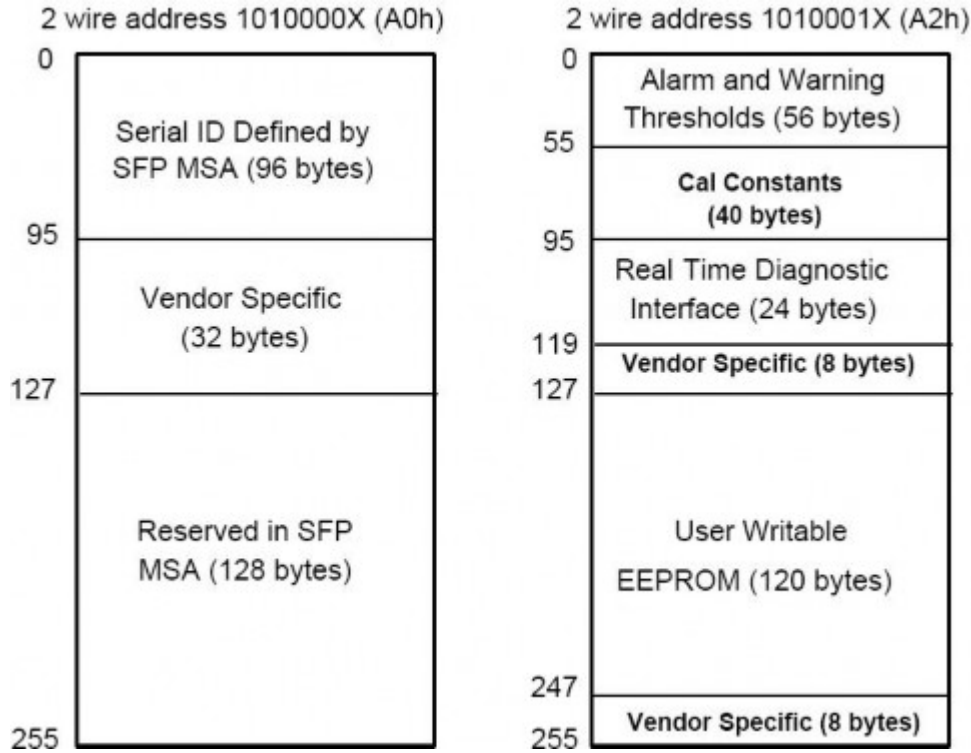 2 wire address 1010000X (A0h)
0
Serial ID Defined by
SFP MSA (96 bytes)
95
Vendor Specific
(32 bytes)
127
Reserved in SFP
MSA (128 bytes)
255
2 wire address 1010001X (A2h)
0
Alarm and Warning
Thresholds (56 bytes)
55
Cal Constants
(40 bytes)
95
Real Time Diagnostic
Interface (24 bytes)
119
Vendor Specific (8 bytes)
127
User Writable
EEPROM (120 bytes)
247
Vendor Specific (8 bytes)
255